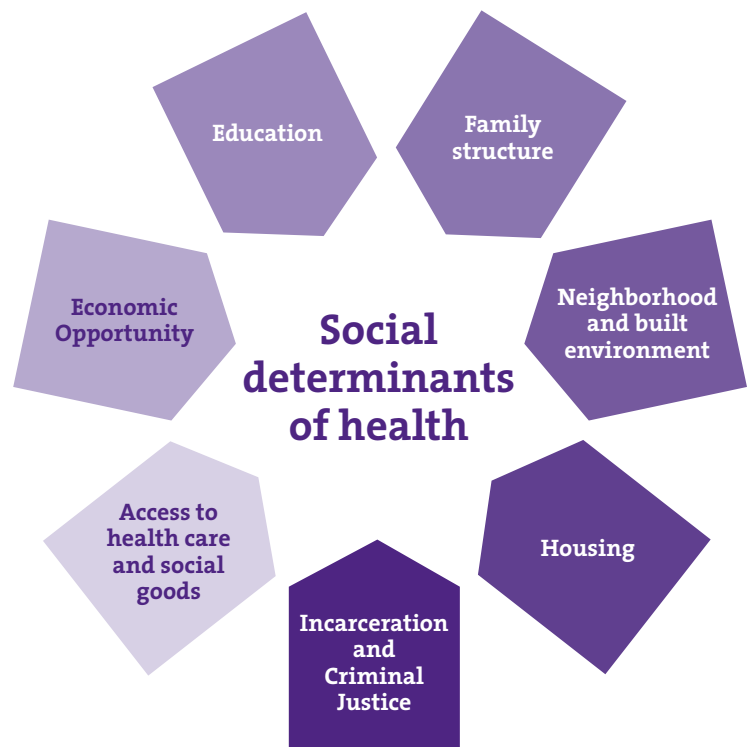 Education
Family
structure
Economic
Opportunity
Neighborhood
and built
environment
Social
determinants
of health
Access to
health care
and social
goods
Housing
Incarceration
and
Criminal
Justice